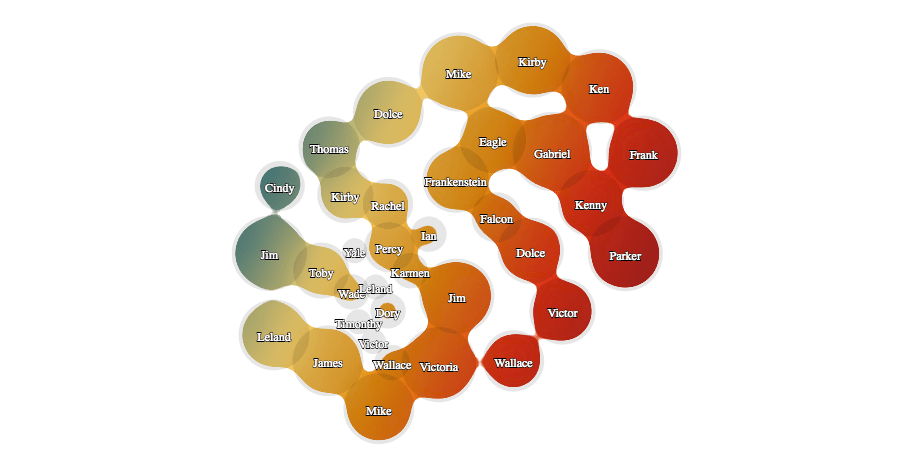 Kirby
Mike
Ken
Dolce
Eagle
Thomas
Gabriel
Frank
Frankenstein
Cindy
Kirby
Rachel
Kenny
Falcon
Ian
Yale
Percy
Dolce
Jim
Parker
Toby
Karmen
Leland
Wade
Jim
Dory
Victor
Timonthy
Leland
Victor
James
Wallace
Victoria
Wallace
Mike